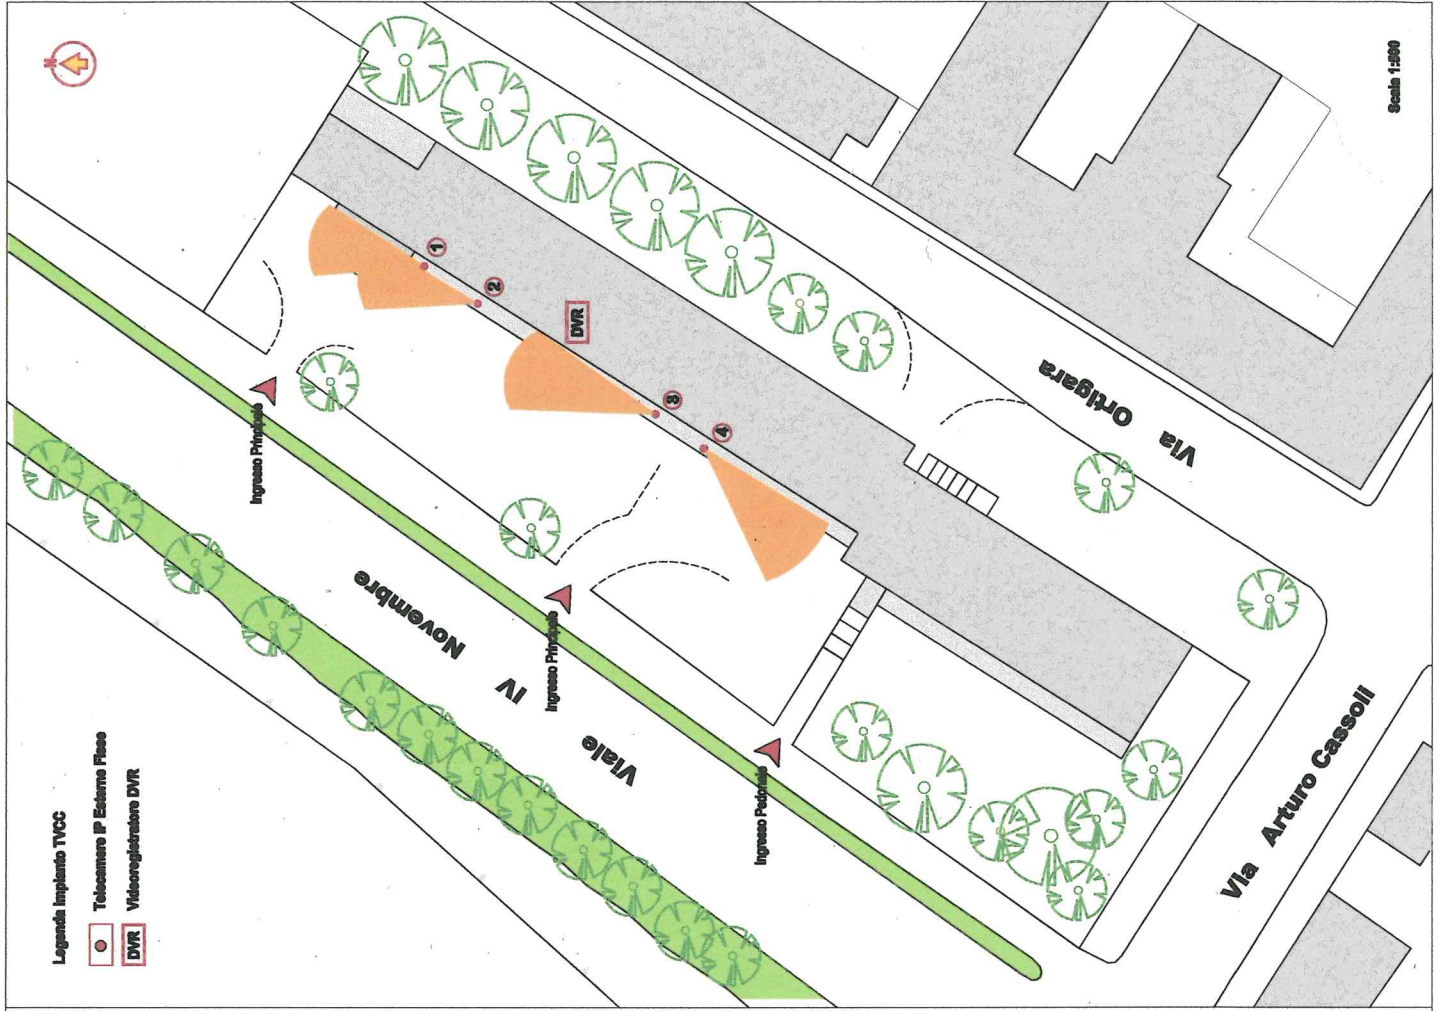 N
Scala 1:500
Legenda Impianto TVCC
Telecamere IP Esterne Fisse
DVR Videoregistratore DVR
1
2
DVR
3
4
Ingresso Principale
Ingresso Principale
Ingresso Pedonale
Viale IV Novembre
Via Ortigara
Via Arturo Cassoli